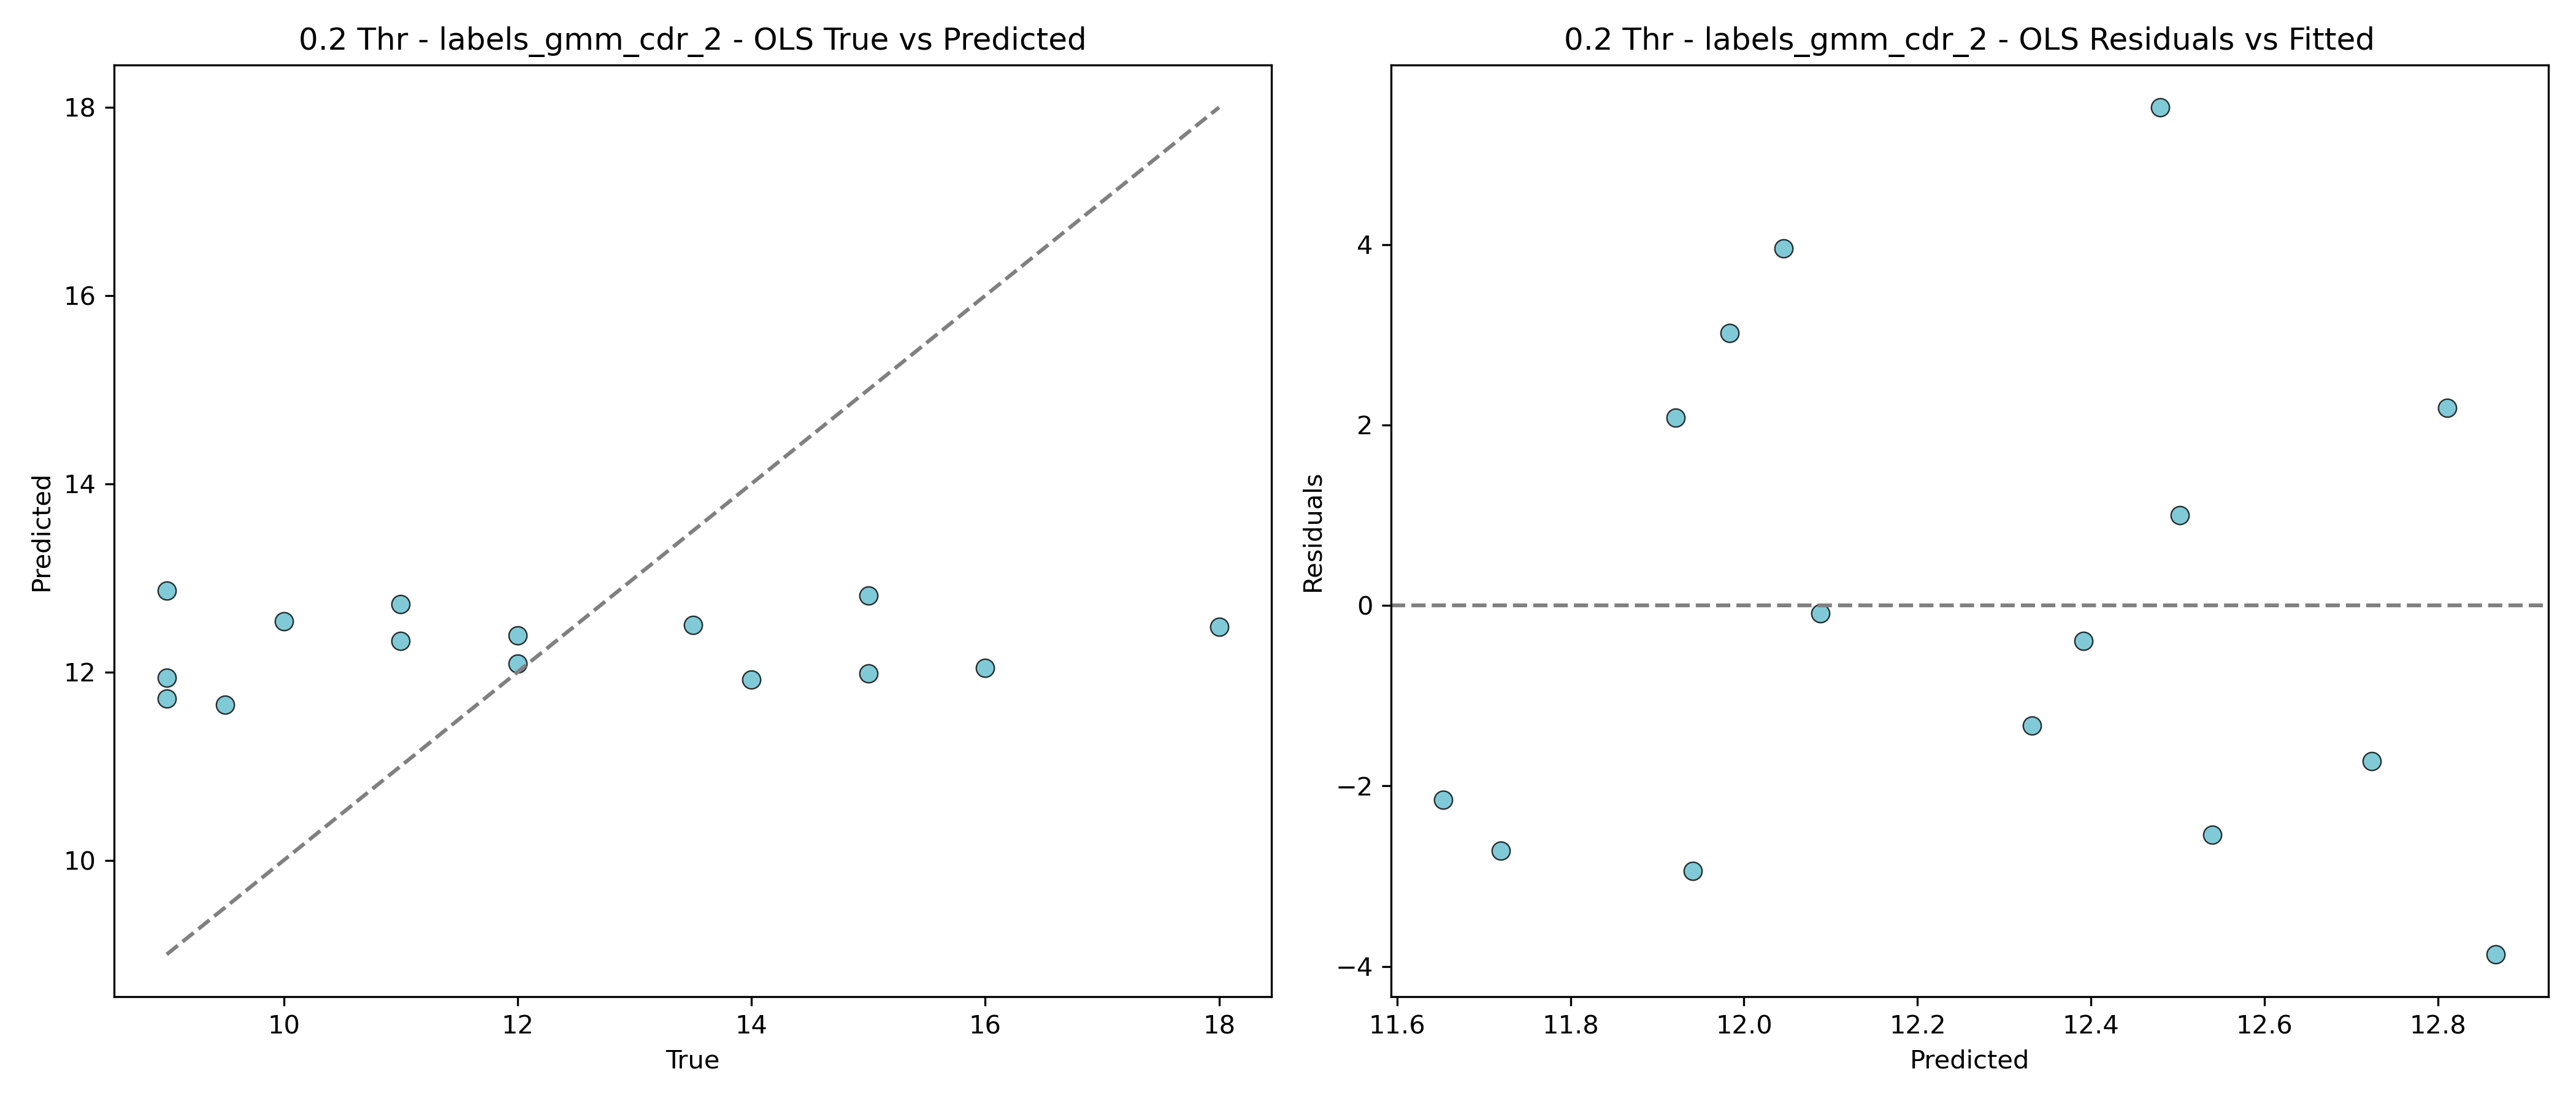 0.2 Thr - labels_gmm_cdr_2 - OLS True vs Predicted
18
16
14
12
10
Predicted
10 12 14 16 18
True
0.2 Thr - labels_gmm_cdr_2 - OLS Residuals vs Fitted
4
2
0
−2
−4
Residuals
11.6 11.8 12.0 12.2 12.4 12.6 12.8
Predicted